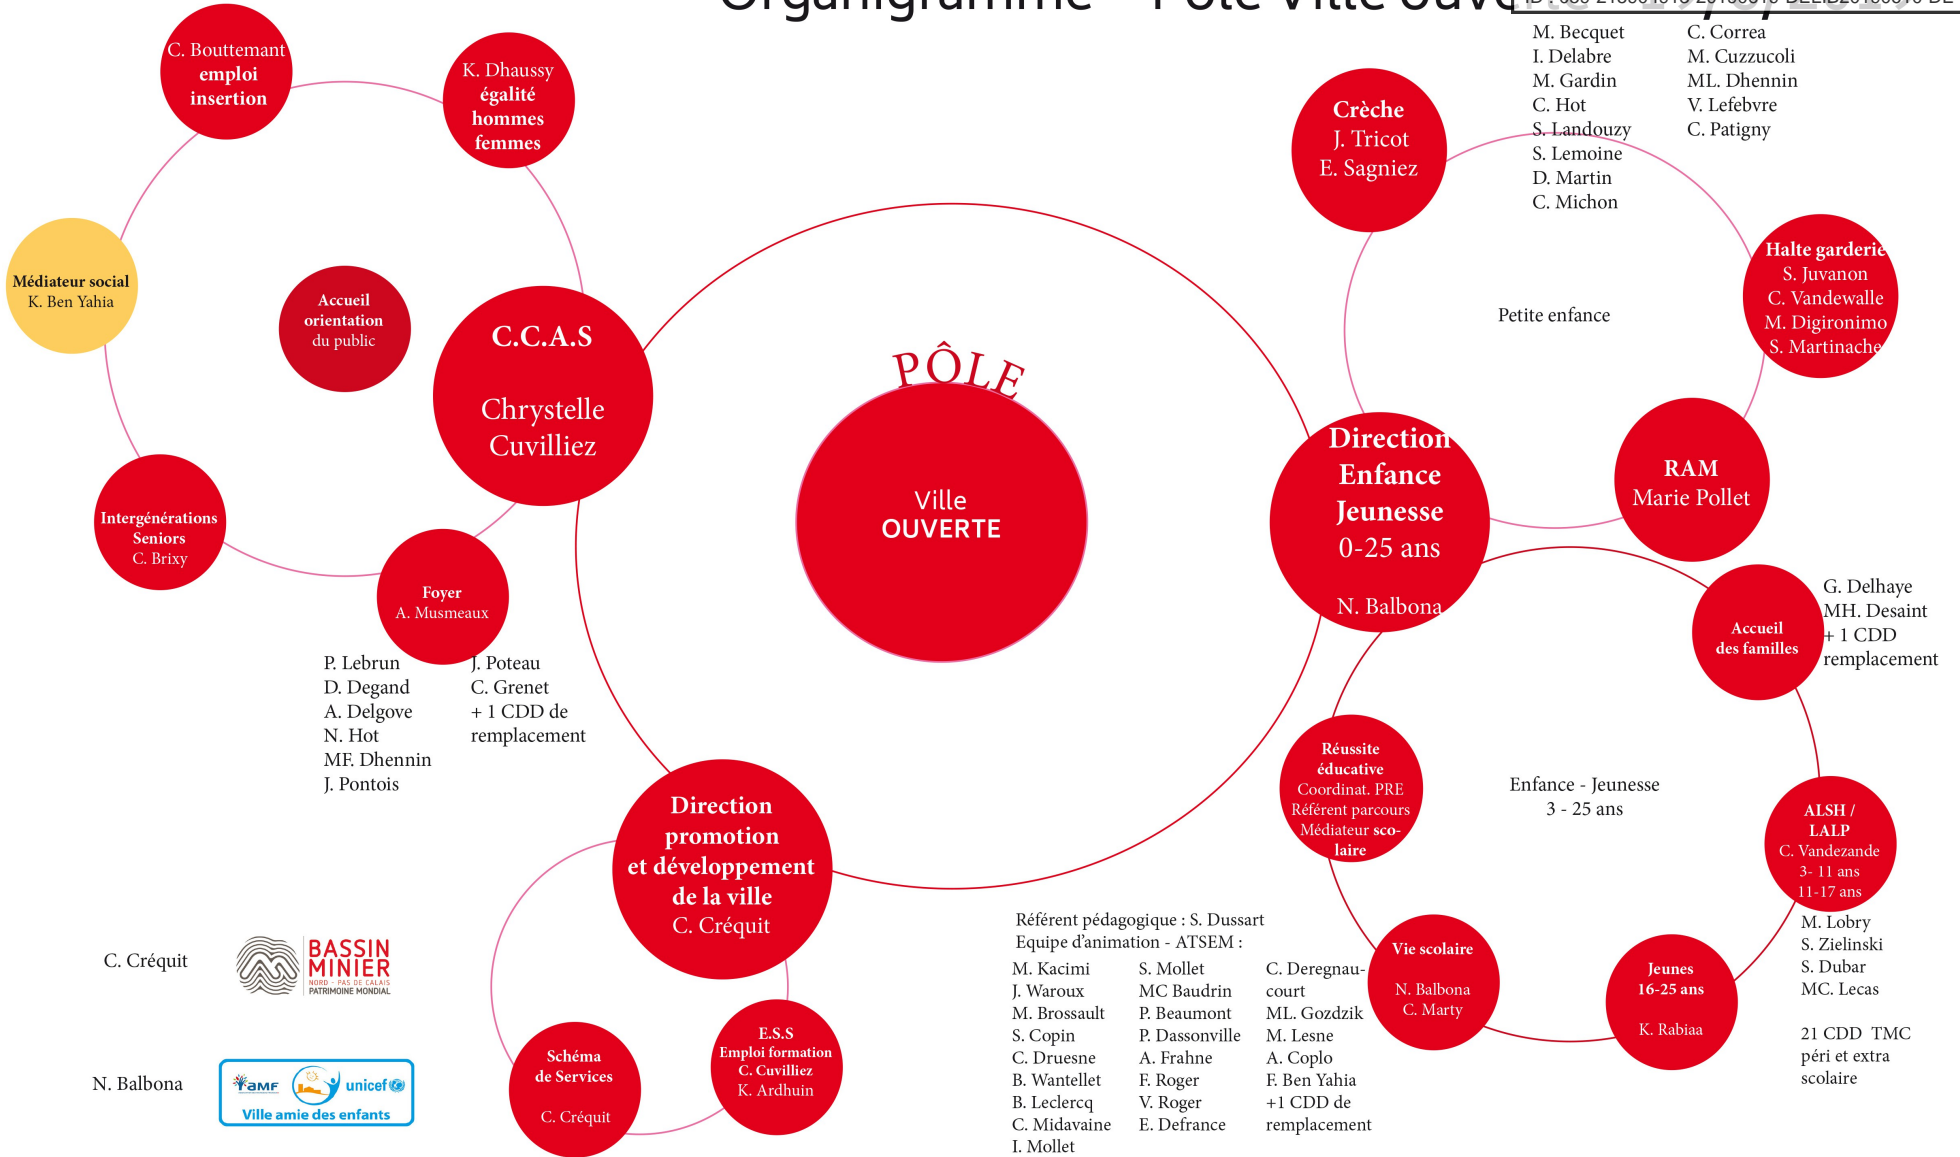 Organigramme - Pôle Ville ouverte
C. Bouttemant
emploi
insertion
K. Dhaussy
égalité
hommes
femmes
Médiateur social
K. Ben Yahia
Accueil
orientation
du public
C.C.A.S
Chrystelle
Cuvilliez
Intergénérations
Seniors
C. Brixy
Foyer
A. Musmeaux
P. Lebrun
D. Degand
A. Delgove
N. Hot
MF. Dhennin
J. Pontois
J. Poteau
C. Grenet
+ 1 CDD de
remplacement
PÔLE
Ville
OUVERTE
Crèche
J. Tricot
E. Sagniez
M. Becquet
I. Delabre
M. Gardin
C. Hot
S. Landouzy
S. Lemoine
D. Martin
C. Michon
C. Correa
M. Cuzzucoli
ML. Dhennin
V. Lefebvre
C. Patigny
Petite enfance
Halte garderie
S. Juvanon
C. Vandewalle
M. Digironimo
S. Martinache
RAM
Marie Pollet
Direction
Enfance
Jeunesse
0-25 ans
N. Balbona
Accueil
des familles
G. Delhaye
MH. Desaint
+ 1 CDD
remplacement
Réussite
éducative
Coordinat. PRE
Référent parcours
Médiateur sco-
laire
Enfance - Jeunesse
3 - 25 ans
ALSH /
LALP
C. Vandezande
3- 11 ans
11-17 ans
M. Lobry
S. Zielinski
S. Dubar
MC. Lecas
21 CDD TMC
péri et extra
scolaire
Jeunes
16-25 ans
K. Rabiaa
Vie scolaire
N. Balbona
C. Marty
Référent pédagogique : S. Dussart
Equipe d'animation - ATSEM :
M. Kacimi
J. Waroux
M. Brossault
S. Copin
C. Druesne
B. Wantellet
B. Leclercq
C. Midavaine
I. Mollet
S. Mollet
MC Baudrin
P. Beaumont
P. Dassonville
A. Frahne
F. Roger
V. Roger
E. Defrance
C. Deregnau-
court
ML. Gozdzik
M. Lesne
A. Coplo
F. Ben Yahia
+1 CDD de
remplacement
Direction
promotion
et développement
de la ville
C. Créquit
Schéma
de Services
C. Créquit
E.S.S
Emploi formation
C. Cuvilliez
K. Ardhuin
C. Créquit
BASSIN
MINIER
NORD - PAS DE CALAIS
PATRIMOINE MONDIAL
N. Balbona
AMF
unicef
Ville amie des enfants